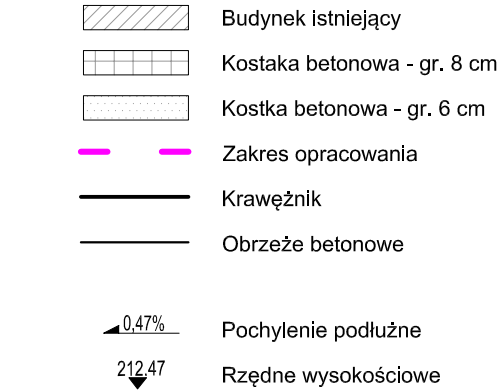 Budynek istniejący
Kostaka betonowa - gr. 8 cm
Kostka betonowa - gr. 6 cm
Zakres opracowania
Krawężnik
Obrzeże betonowe
0,47% Pochylenie podłużne
212.47 Rzędne wysokościowe